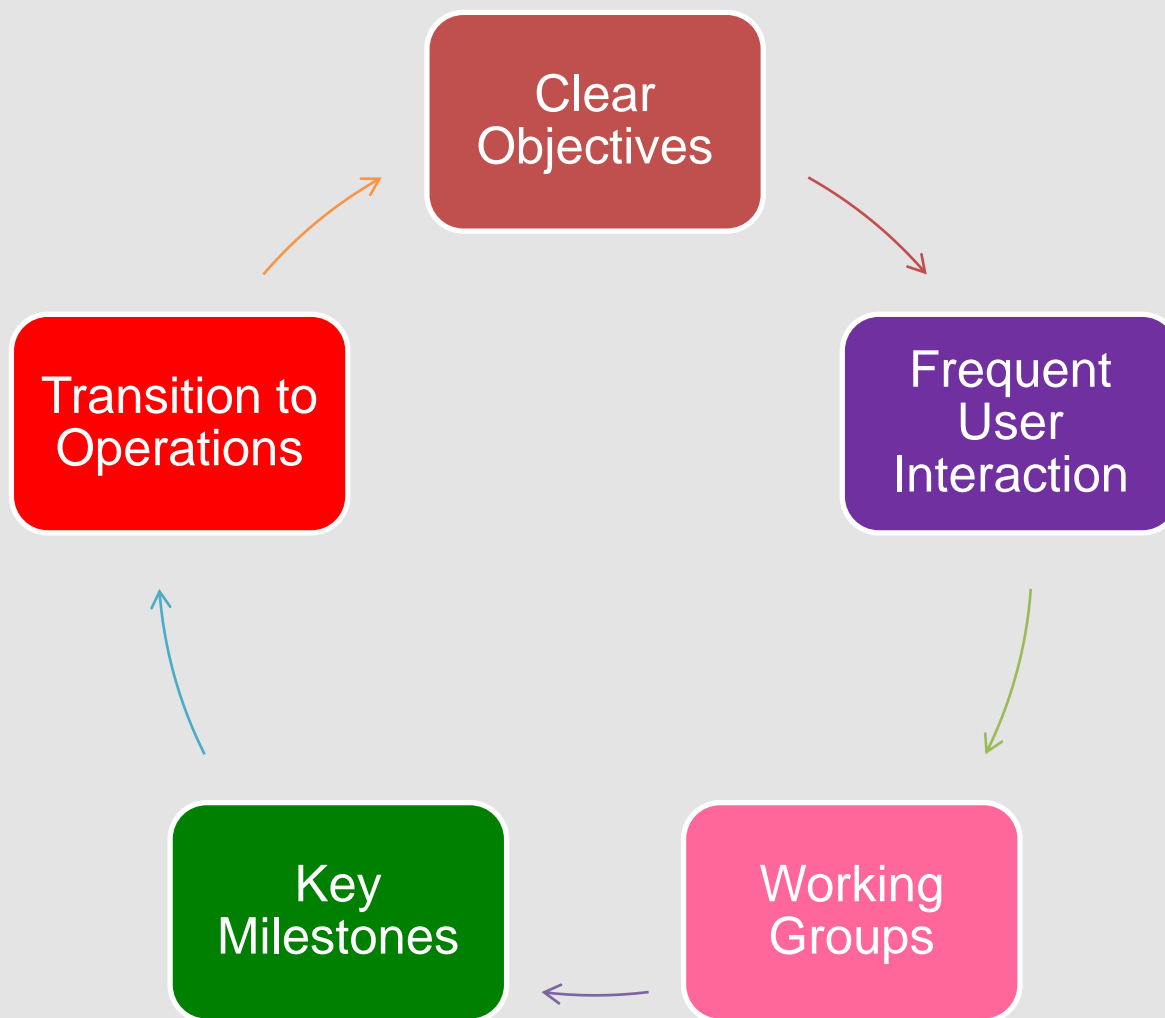 Clear
Objectives
Frequent
User
Interaction
Working
Groups
Key
Milestones
Transition to
Operations